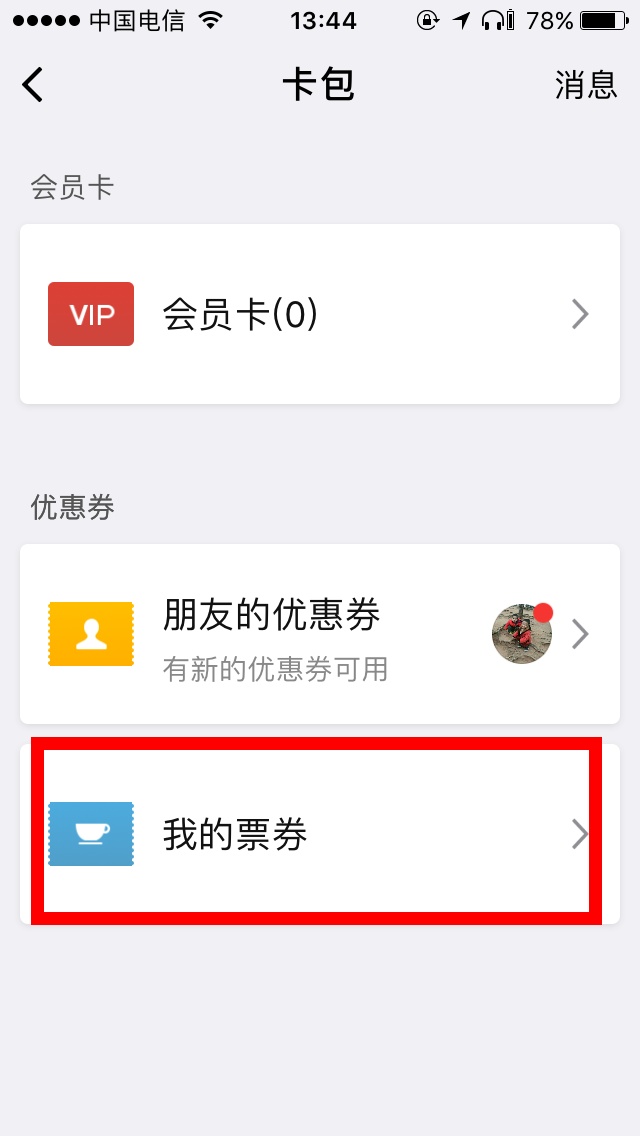 中国电信 13:44 78%
卡包 消息
会员卡
VIP 会员卡(0)
优惠券
朋友的优惠券
有新的优惠券可用
我的票券